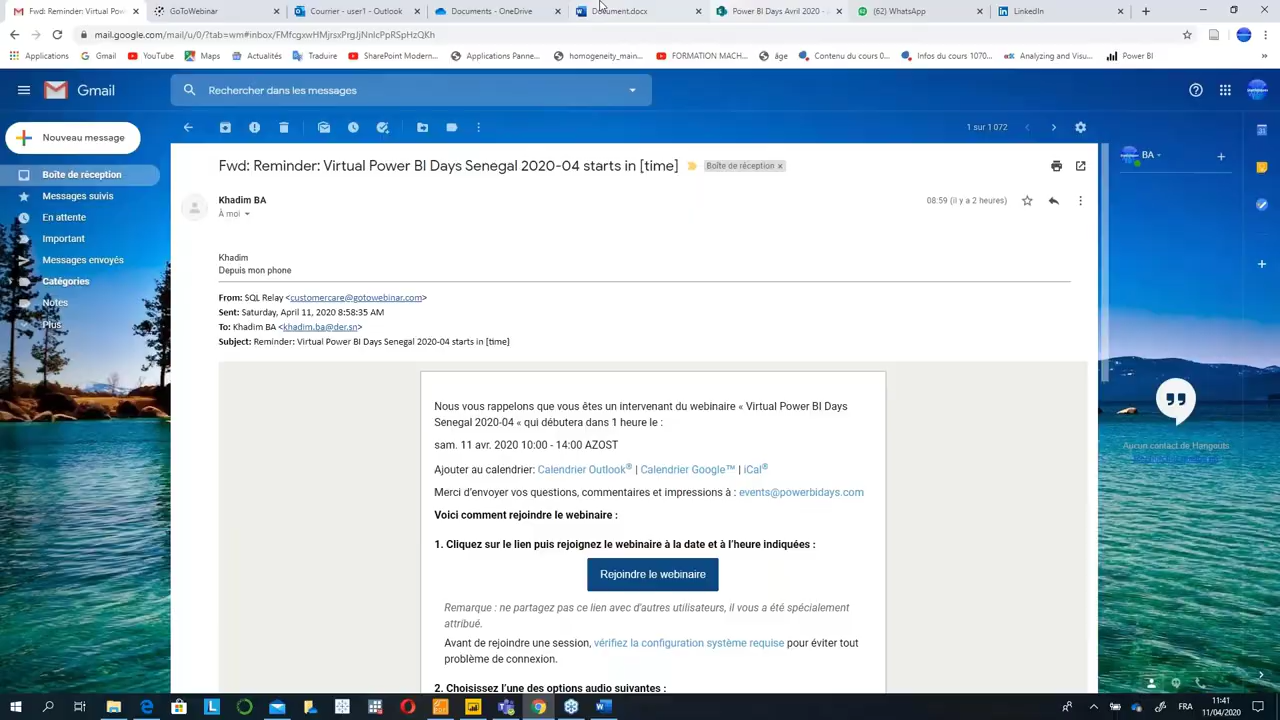 Fwd: Reminder: Virtual Pow
GoToWebinar
Courrier - user1 - Outlook
Documents - OneDrive
Document.docx
Power BI Days Avril 2020 -
(62) WhatsApp
LinkedIn
mail.google.com/mail/u/0/?tab=wm#inbox/FMfcgxwHMjrsxPrgJjNnlcPpRSpHzQKh
Applications
Gmail
YouTube
Maps
Actualités
Traduire
SharePoint Modern...
Applications Panne...
homogeneity_main...
FORMATION MACH...
âge
Contenu du cours 0...
Infos du cours 1070...
Analyzing and Visu...
Power BI
Gmail
Rechercher dans les messages
Nouveau message
1 sur 1 072
Boîte de réception
Messages suivis
En attente
Important
Messages envoyés
Catégories
Notes
Plus
Fwd: Reminder: Virtual Power BI Days Senegal 2020-04 starts in [time]
Boîte de réception
Khadim BA
À moi
08:59 (il y a 2 heures)
BA
Khadim
Depuis mon phone
From: SQL Relay <customercare@gotowebinar.com>
Sent: Saturday, April 11, 2020 8:58:35 AM
To: Khadim BA <khadim.ba@der.sn>
Subject: Reminder: Virtual Power BI Days Senegal 2020-04 starts in [time]
Nous vous rappelons que vous êtes un intervenant du webinaire « Virtual Power BI Days
Senegal 2020-04 « qui débutera dans 1 heure le :
sam. 11 avr. 2020 10:00 - 14:00 AZOST
Ajouter au calendrier: Calendrier Outlook® | Calendrier Google™ | iCal®
Merci d'envoyer vos questions, commentaires et impressions à : events@powerbidays.com
Voici comment rejoindre le webinaire :
1. Cliquez sur le lien puis rejoignez le webinaire à la date et à l'heure indiquées :
Rejoindre le webinaire
Remarque : ne partagez pas ce lien avec d'autres utilisateurs, il vous a été spécialement
attribué.
Avant de rejoindre une session, vérifiez la configuration système requise pour éviter tout
problème de connexion.
2. Choisissez l'une des options audio suivantes :
Aucun contact de Hangouts
FRA
11:41
11/04/2020